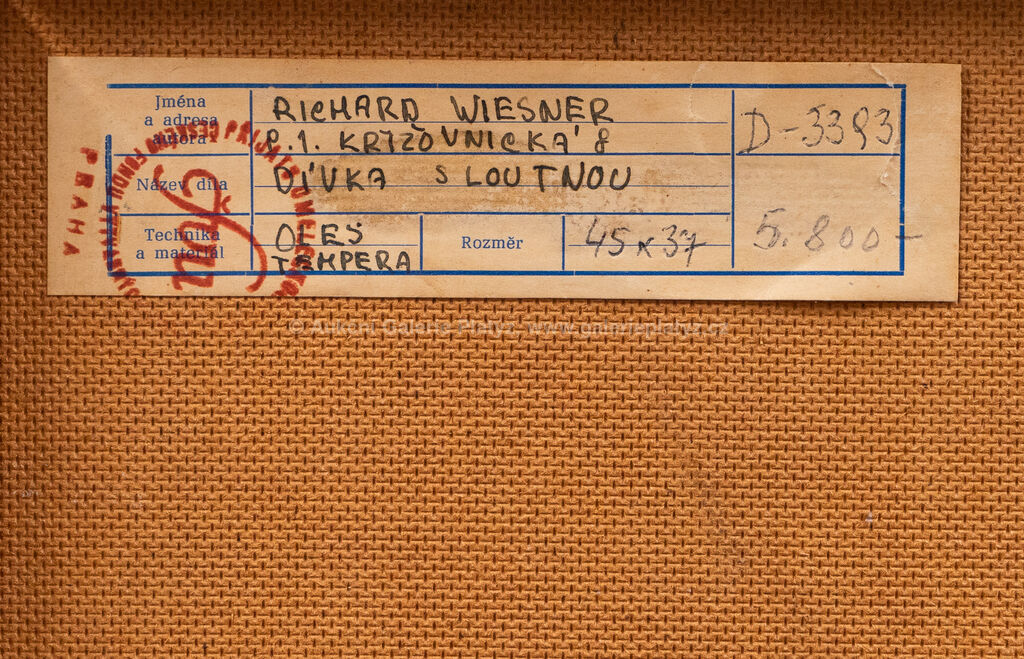 Jména
a adresa
autora
RICHARD WIESNER
P.1. KRIŽOVNICKÁ 8
D-3393
Název díla
DÍVKA S LOUTNOU
Technika
a materiál
OLEJ
TEMPERA
Rozměr
45 x 37
5.800-
PRAHA